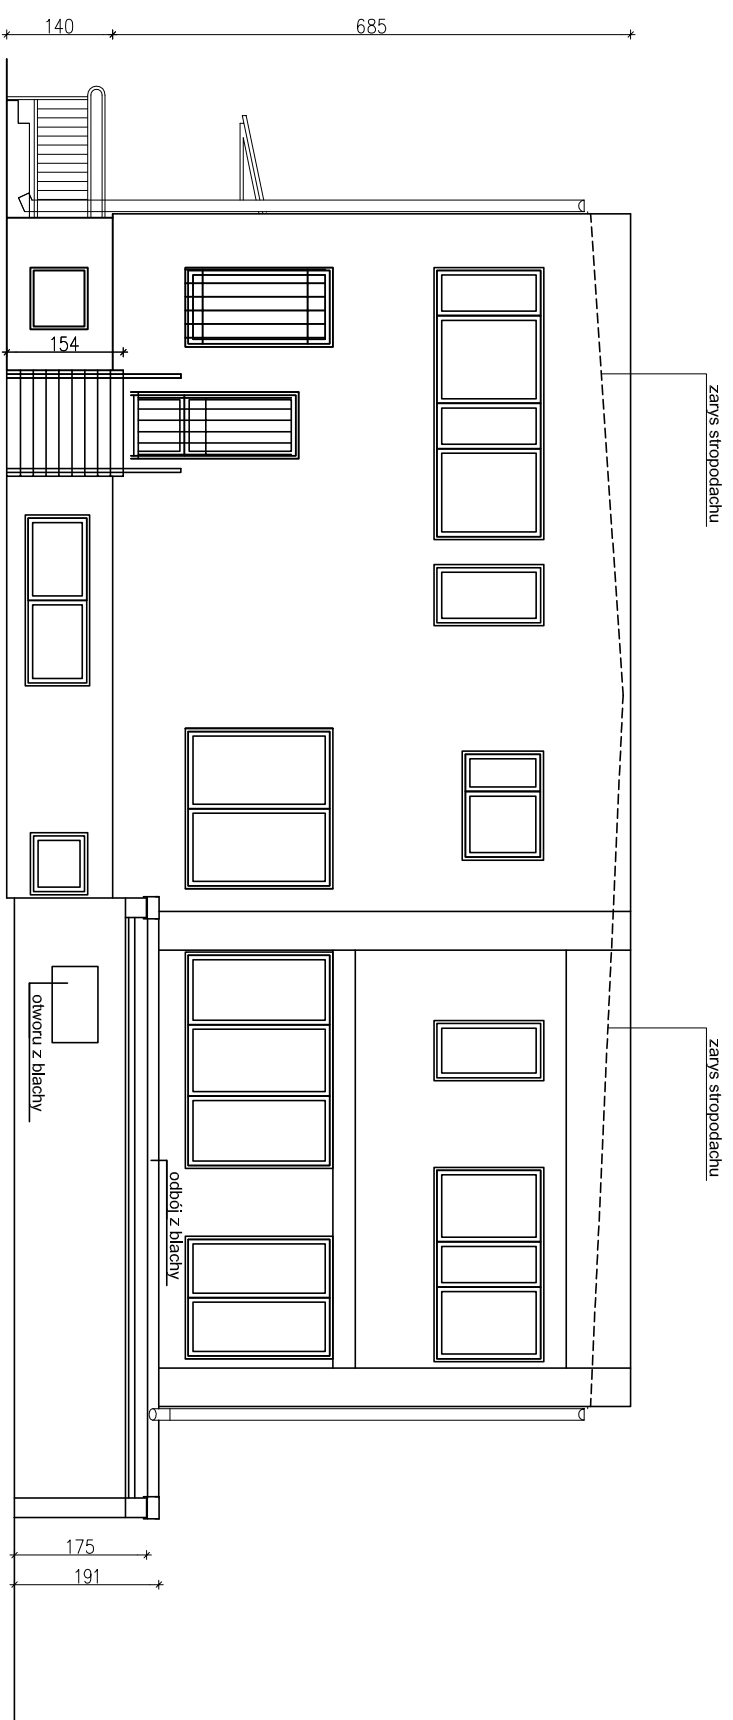 140
685
154
zarys stropodachu
zarys stropodachu
otworu z blachy
odbój z blachy
175
191